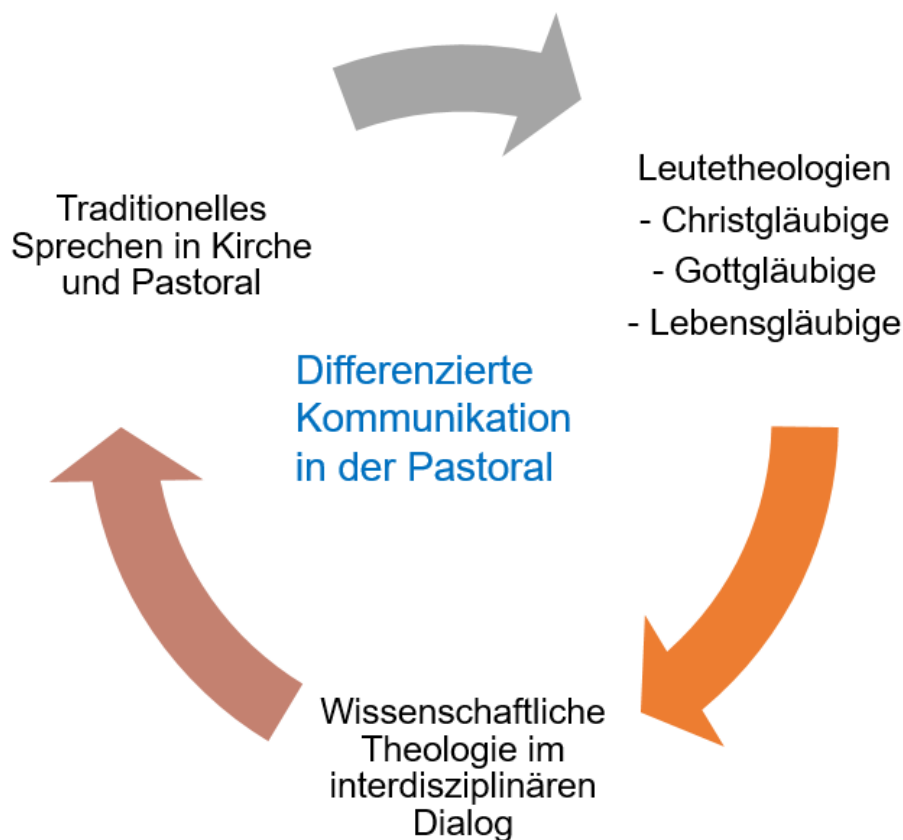 Traditionelles
Sprechen in Kirche
und Pastoral
Leutetheologien
- Christgläubige
- Gottgläubige
- Lebensgläubige
Differenzierte
Kommunikation
in der Pastoral
Wissenschaftliche
Theologie im
interdisziplinären
Dialog